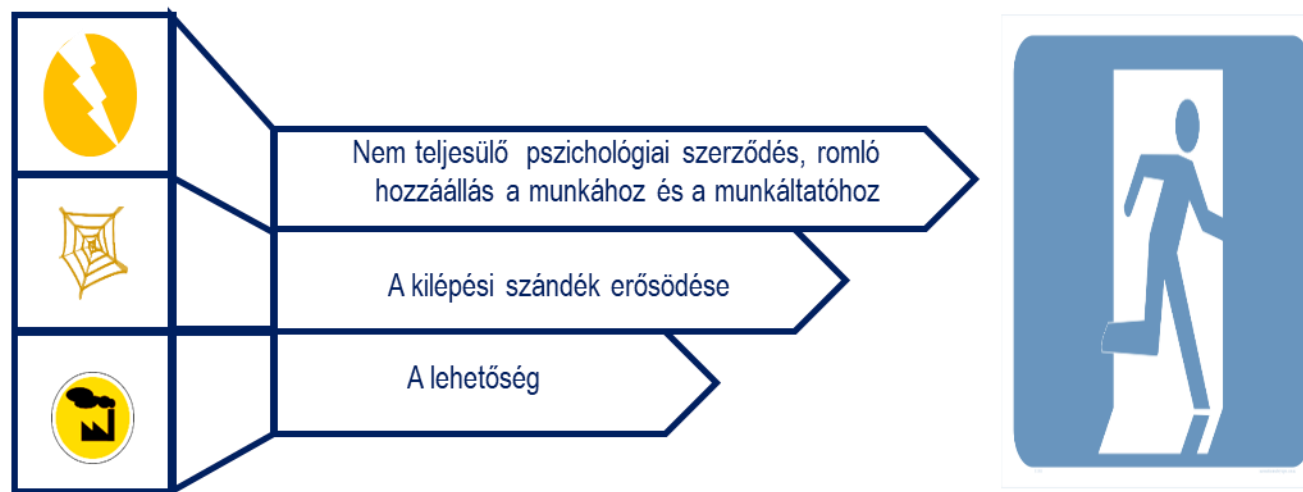 Nem teljesülő pszichológiai szerződés, romló
hozzáállás a munkához és a munkáltatóhoz
A kilépési szándék erősödése
A lehetőség